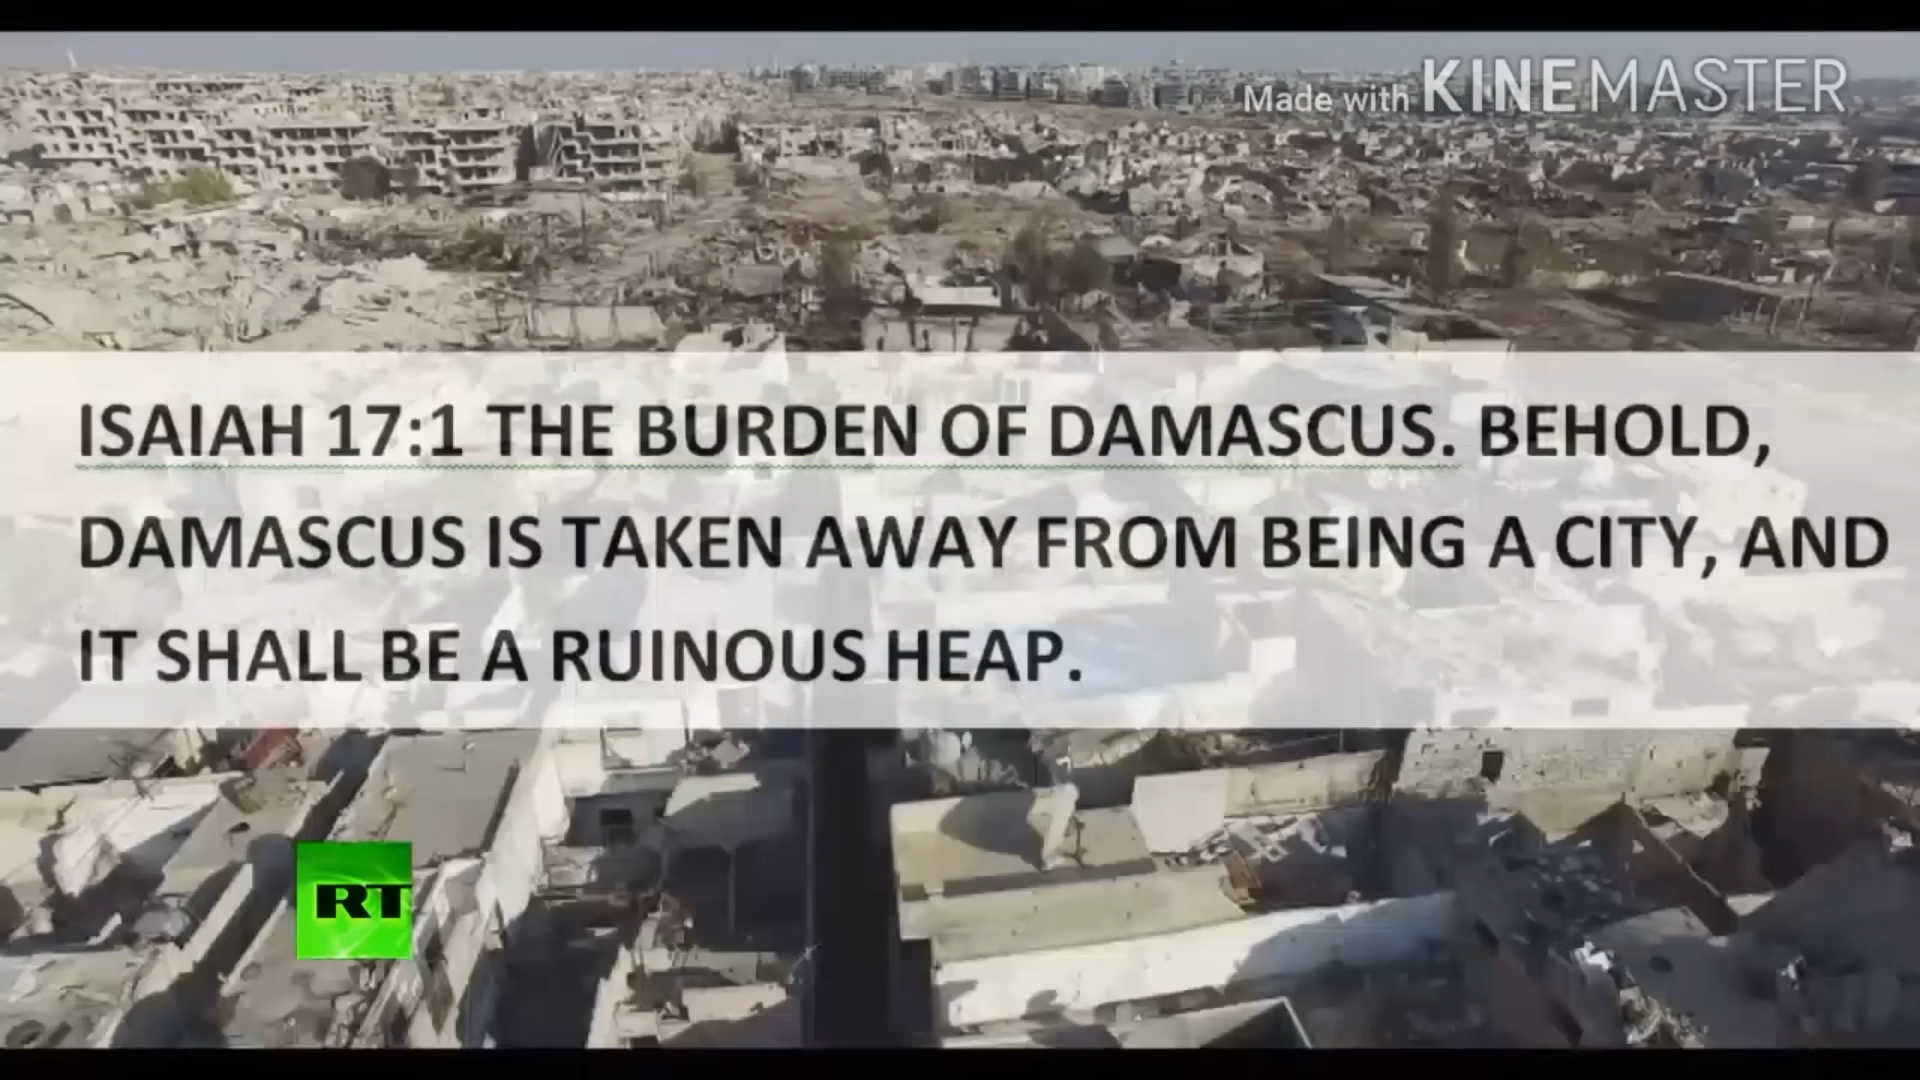 Made with KINEMASTER
ISAIAH 17:1 THE BURDEN OF DAMASCUS. BEHOLD,
DAMASCUS IS TAKEN AWAY FROM BEING A CITY, AND
IT SHALL BE A RUINOUS HEAP.
RT